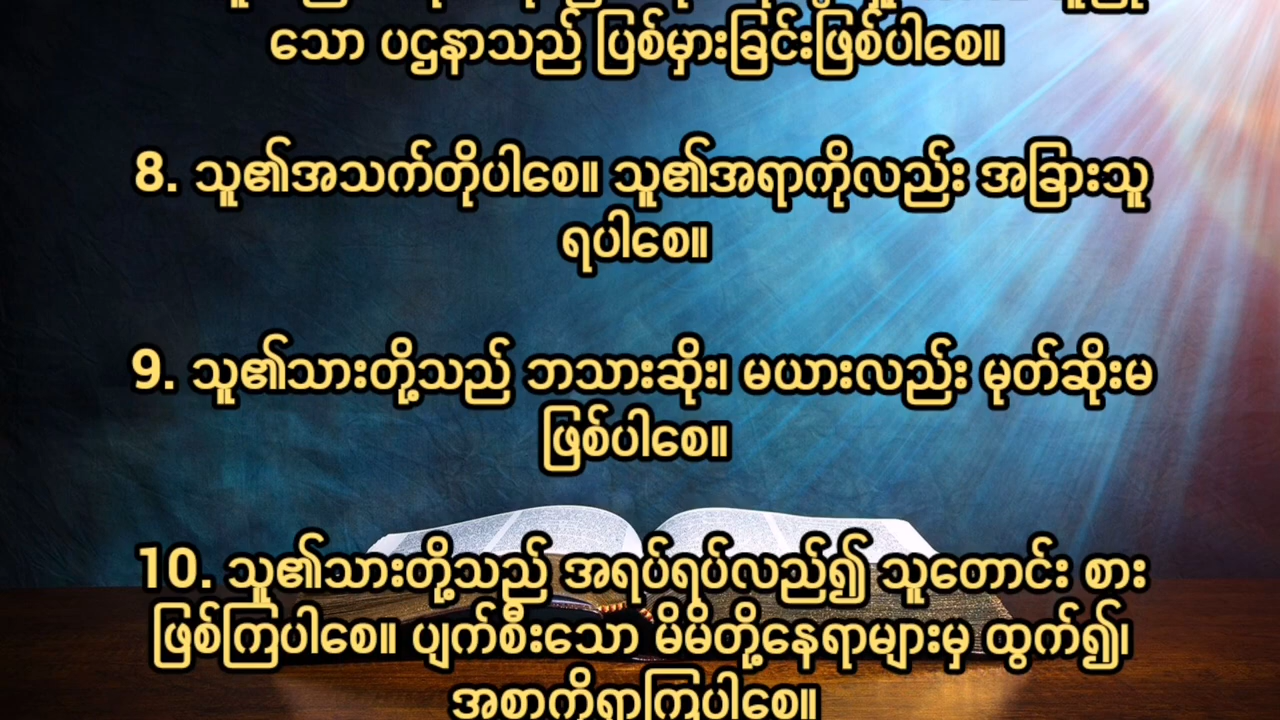 သော ပဌနာသည် ပြစ်မှားခြင်းဖြစ်ပါစေ။
8. သူ၏အသက်တိုပါစေ။ သူ၏အရာကိုလည်း အခြားသူ
ရပါစေ။
9. သူ၏သားတို့သည် ဘသားဆိုး၊ မယားလည်း မုတ်ဆိုးမ
ဖြစ်ပါစေ။
10. သူ၏သားတို့သည် အရပ်ရပ်လည်၍ သူတောင်း စား
ဖြစ်ကြပါစေ။ ပျက်စီးသော မိမိတို့နေရာများမှ ထွက်၍၊
အစာကိုရှာကြပါစေ။